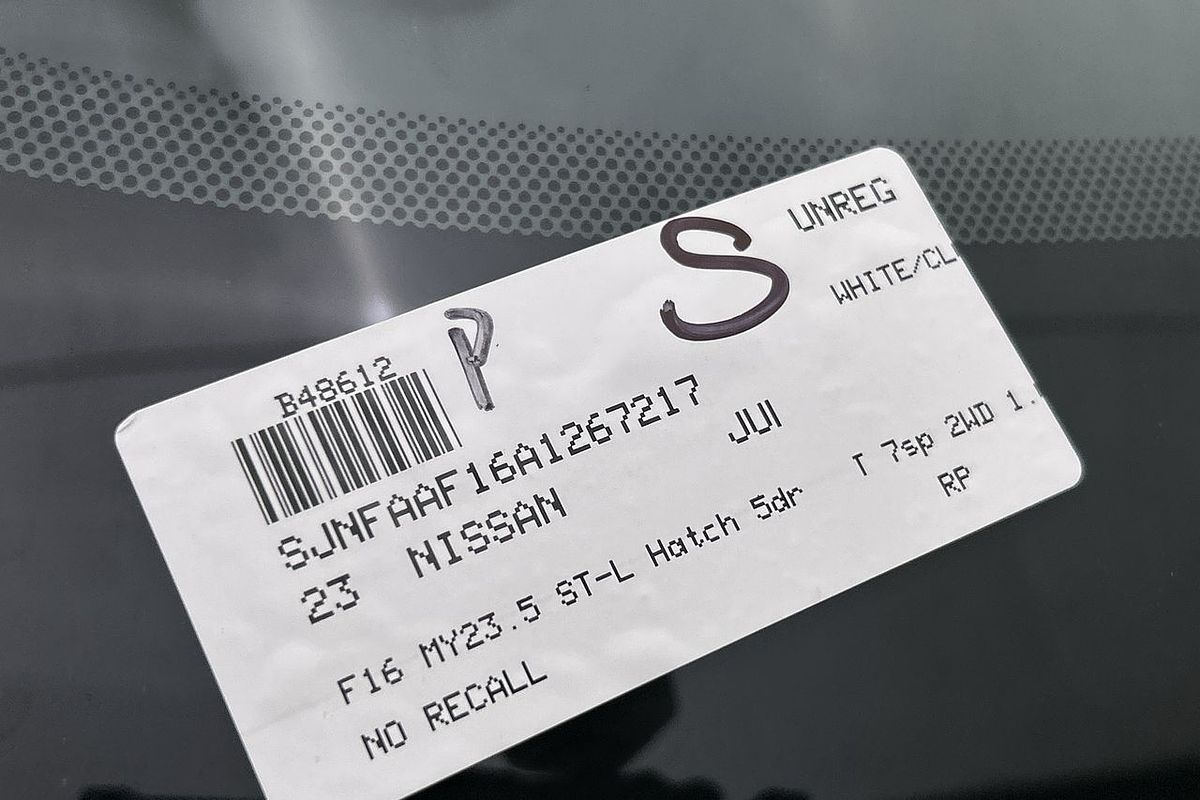 S UNREG
WHITE/CL
B48612 P
SJNFAAF16A1267217
23 NISSAN JUI
F16 MY23.5 ST-L Hatch 5dr T 7sp 2WD 1.
NO RECALL RP